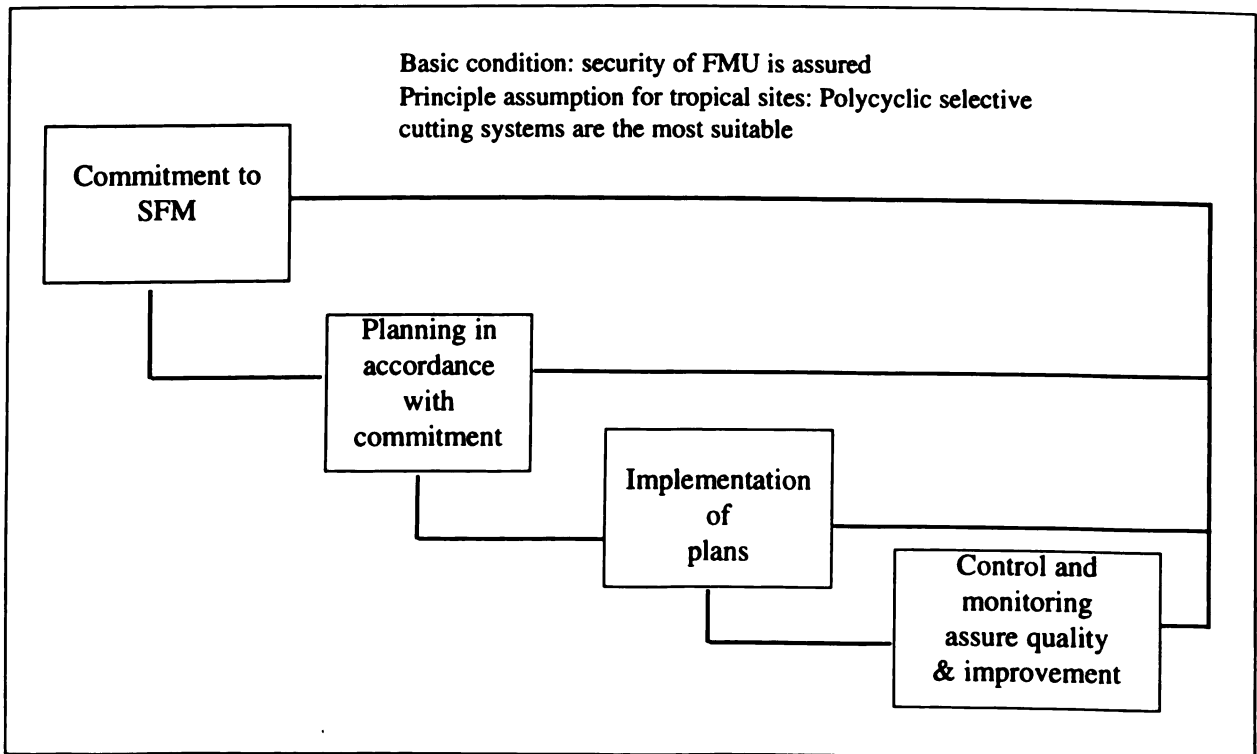 Basic condition: security of FMU is assured
Principle assumption for tropical sites: Polycyclic selective
cutting systems are the most suitable
Commitment to
SFM
Planning in
accordance
with
commitment
Implementation
of
plans
Control and
monitoring
assure quality
& improvement